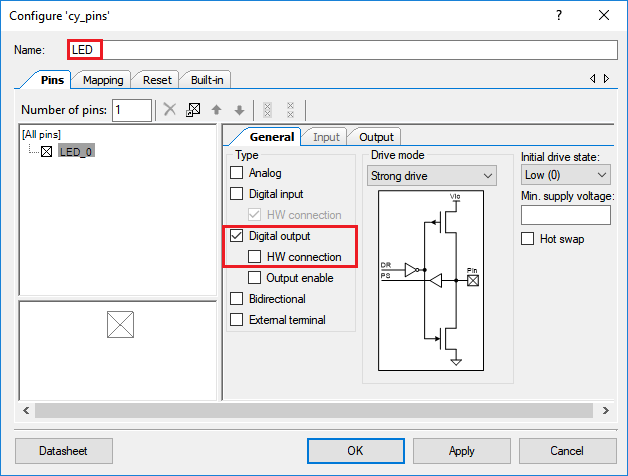 Configure 'cy_pins'
? ×
Name: LED
Pins Mapping Reset Built-in
Number of pins: 1
[All pins]
LED_0
General Input Output
Type
Analog
Digital input
HW connection
Digital output
HW connection
Output enable
Bidirectional
External terminal
Drive mode
Strong drive
Vio
DR
PS
Pin
Initial drive state:
Low (0)
Min. supply voltage:
Hot swap
Datasheet OK Apply Cancel